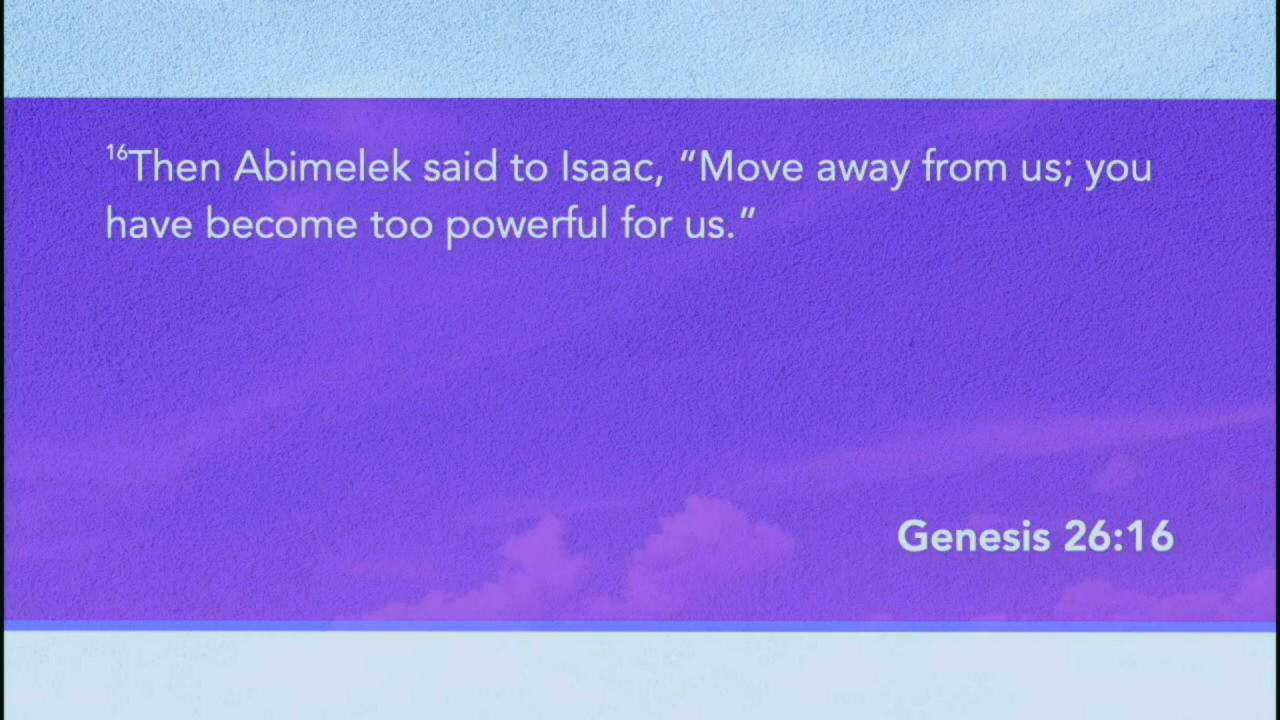 16Then Abimelek said to Isaac, “Move away from us; you
have become too powerful for us.”
Genesis 26:16